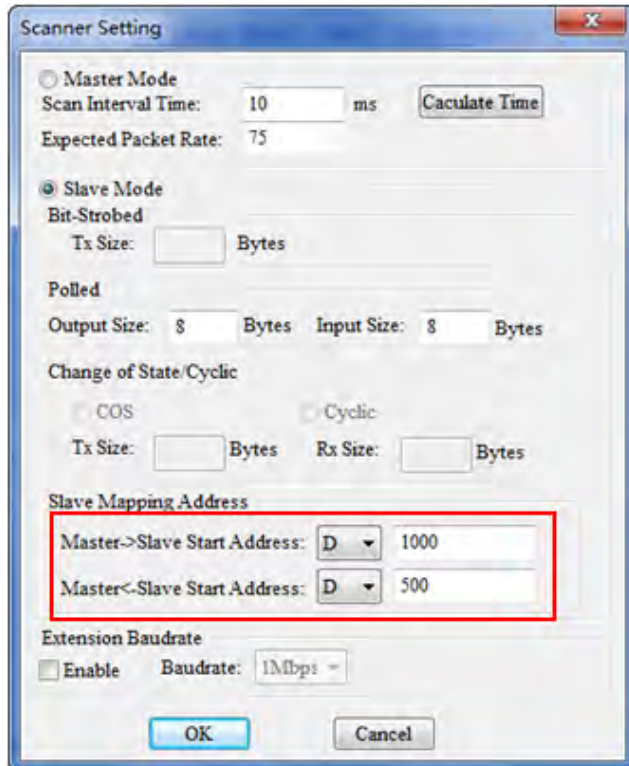 Scanner Setting
Master Mode
Scan Interval Time: 10 ms Caculate Time
Expected Packet Rate: 75
Slave Mode
Bit-Strobed
Tx Size: Bytes
Polled
Output Size: 8 Bytes Input Size: 8 Bytes
Change of State/Cyclic
COS Cyclic
Tx Size: Bytes Rx Size: Bytes
Slave Mapping Address
Master->Slave Start Address: D 1000
Master<-Slave Start Address: D 500
Extension Baudrate
Enable Baudrate: 1Mbps
OK Cancel